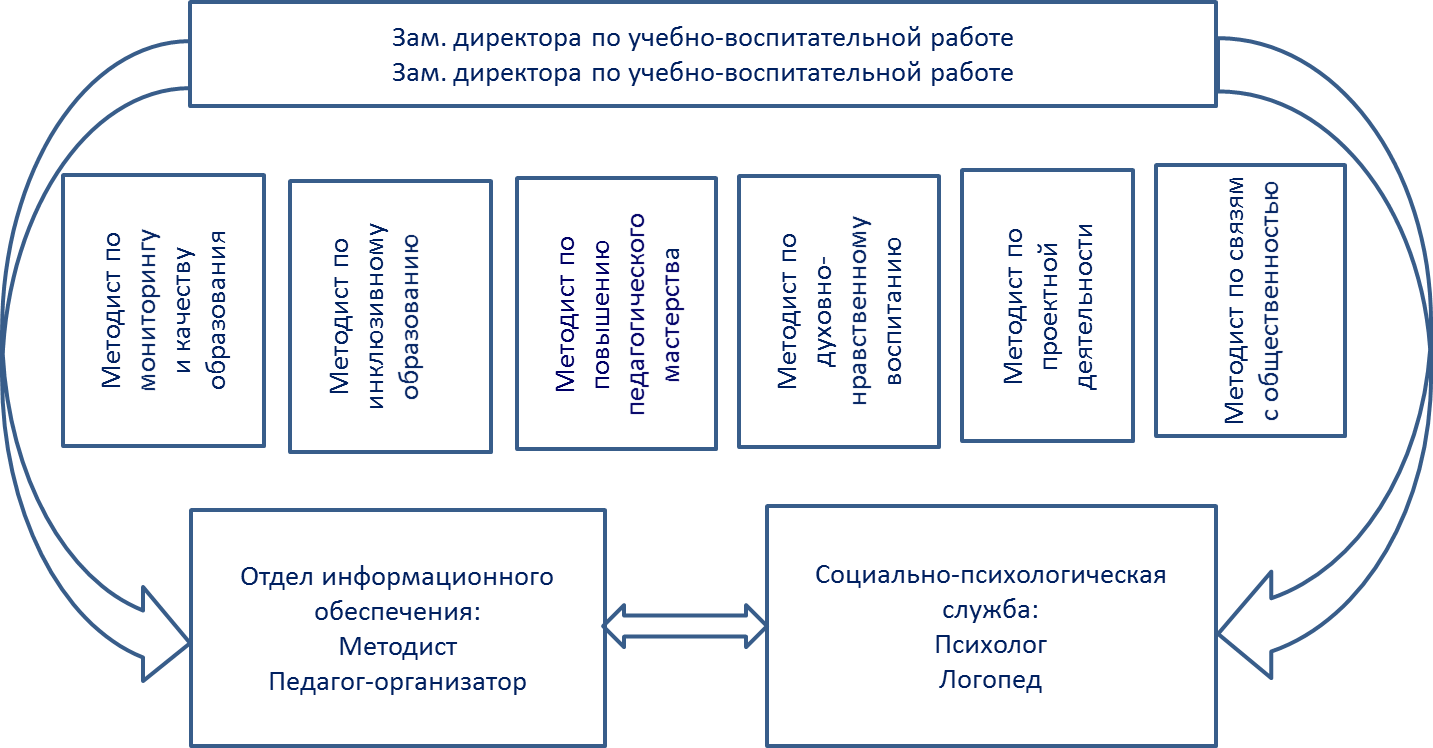 Зам. директора по учебно-воспитательной работе
Зам. директора по учебно-воспитательной работе
Методист по
мониторингу
и качеству
образования
Методист по
инклюзивному
образованию
Методист по
повышению
педагогического
мастерства
Методист по
духовно-
нравственному
воспитанию
Методист по
проектной
деятельности
Методист по связям
с общественностью
Отдел информационного
обеспечения:
Методист
Педагог-организатор
Социально-психологическая
служба:
Психолог
Логопед